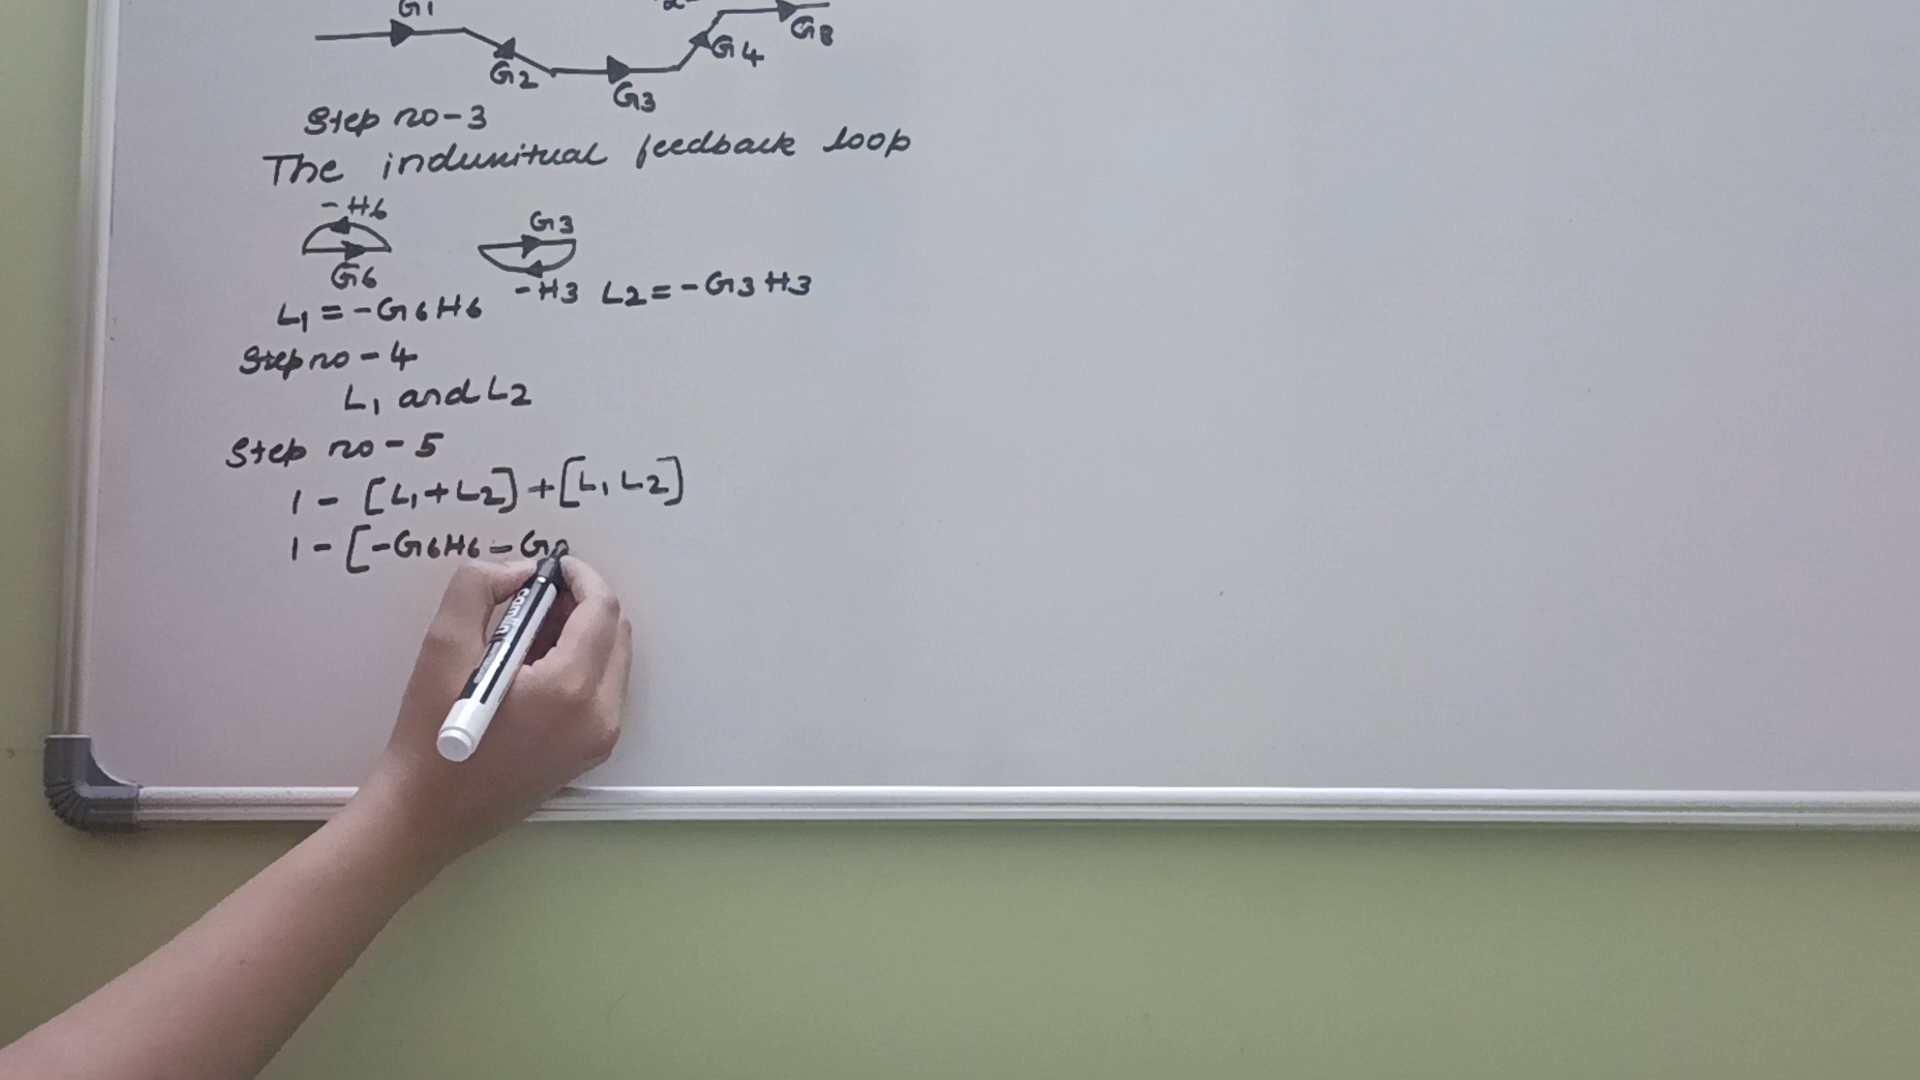 G1
G4
G8
G2
G3
Step no-3
The indunitual feedback loop
-H6
G3
G6
-H3 L2=-G3H3
L1=-G6H6
Step no-4
L1 and L2
Step no-5
1-[L1+L2]+[L1L2]
1-[-G6H6-G
camlin